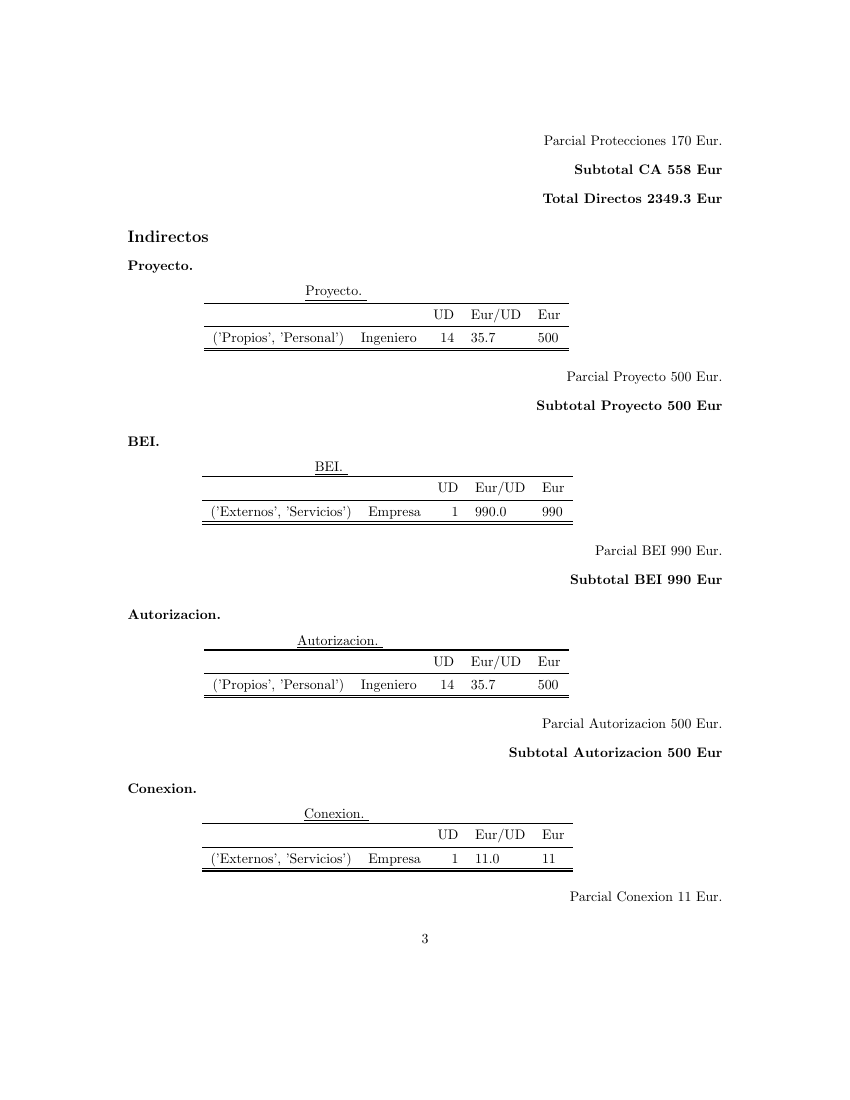 Parcial Protecciones 170 Eur.
Subtotal CA 558 Eur
Total Directos 2349.3 Eur
Indirectos
Proyecto.
Proyecto.
UD Eur/UD Eur
('Propios', 'Personal') Ingeniero 14 35.7 500
Parcial Proyecto 500 Eur.
Subtotal Proyecto 500 Eur
BEI.
BEI.
UD Eur/UD Eur
('Externos', 'Servicios') Empresa 1 990.0 990
Parcial BEI 990 Eur.
Subtotal BEI 990 Eur
Autorizacion.
Autorizacion.
UD Eur/UD Eur
('Propios', 'Personal') Ingeniero 14 35.7 500
Parcial Autorizacion 500 Eur.
Subtotal Autorizacion 500 Eur
Conexion.
Conexion.
UD Eur/UD Eur
('Externos', 'Servicios') Empresa 1 11.0 11
Parcial Conexion 11 Eur.
3